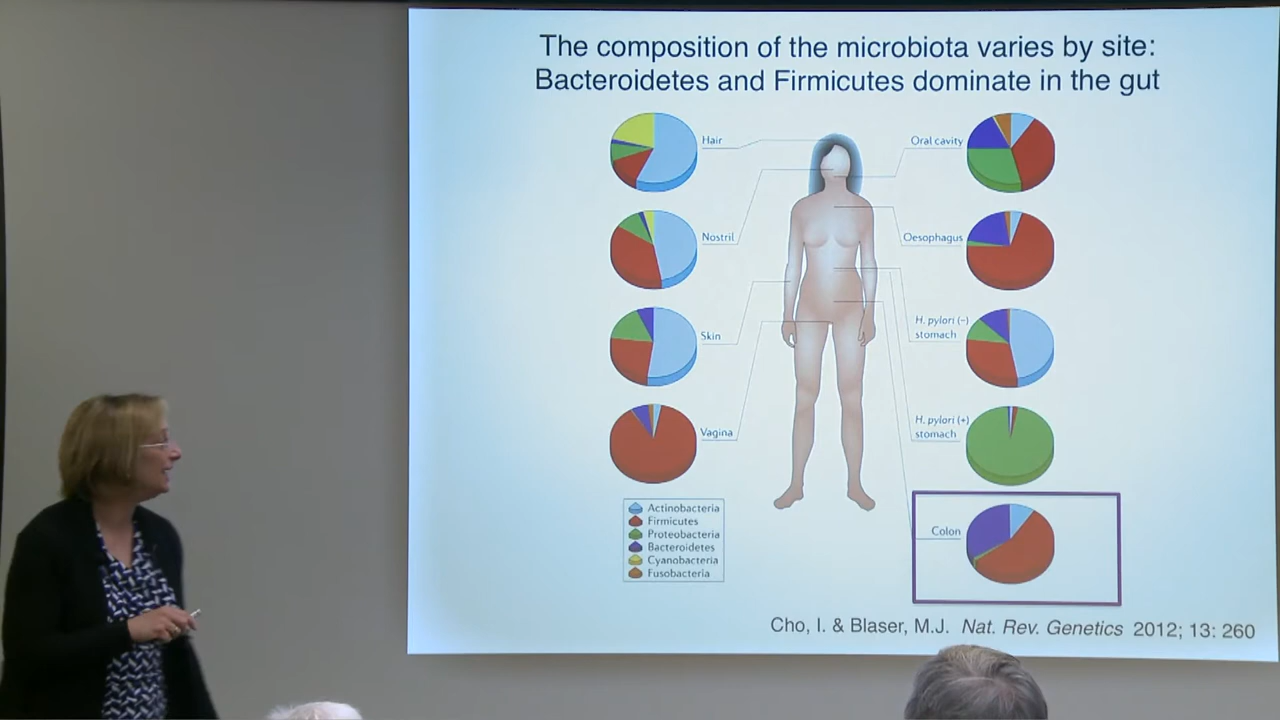 The composition of the microbiota varies by site:
Bacteroidetes and Firmicutes dominate in the gut
Hair
Nostril
Skin
Vagina
Oral cavity
Oesophagus
H. pylori (–)
stomach
H. pylori (+)
stomach
Colon
Actinobacteria
Firmicutes
Proteobacteria
Bacteroidetes
Cyanobacteria
Fusobacteria
Cho, I. & Blaser, M.J. Nat. Rev. Genetics 2012; 13: 260